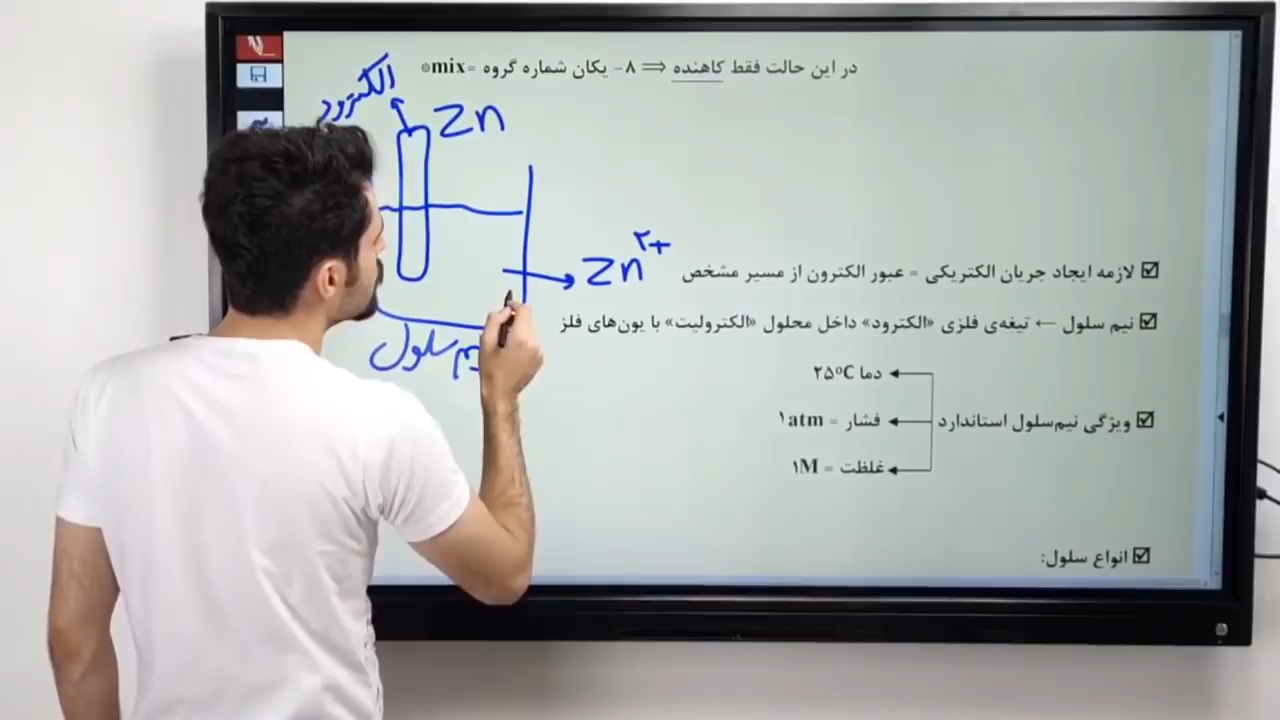 در این حالت فقط کاهنده ⟹ ۸- یکان شماره گروه =mix*
الکترود
Zn
Zn۲+
☑ لازمه ایجاد جریان الکتریکی = عبور الکترون از مسیر مشخص
☑ نیم سلول ← تیغه‌ی فلزی «الکترود» داخل محلول «الکترولیت» با یون‌های فلز
سلول
دما ۲۵°C
☑ ویژگی نیم‌سلول استاندارد
فشار = ۱atm
غلظت = ۱M
☑ انواع سلول: